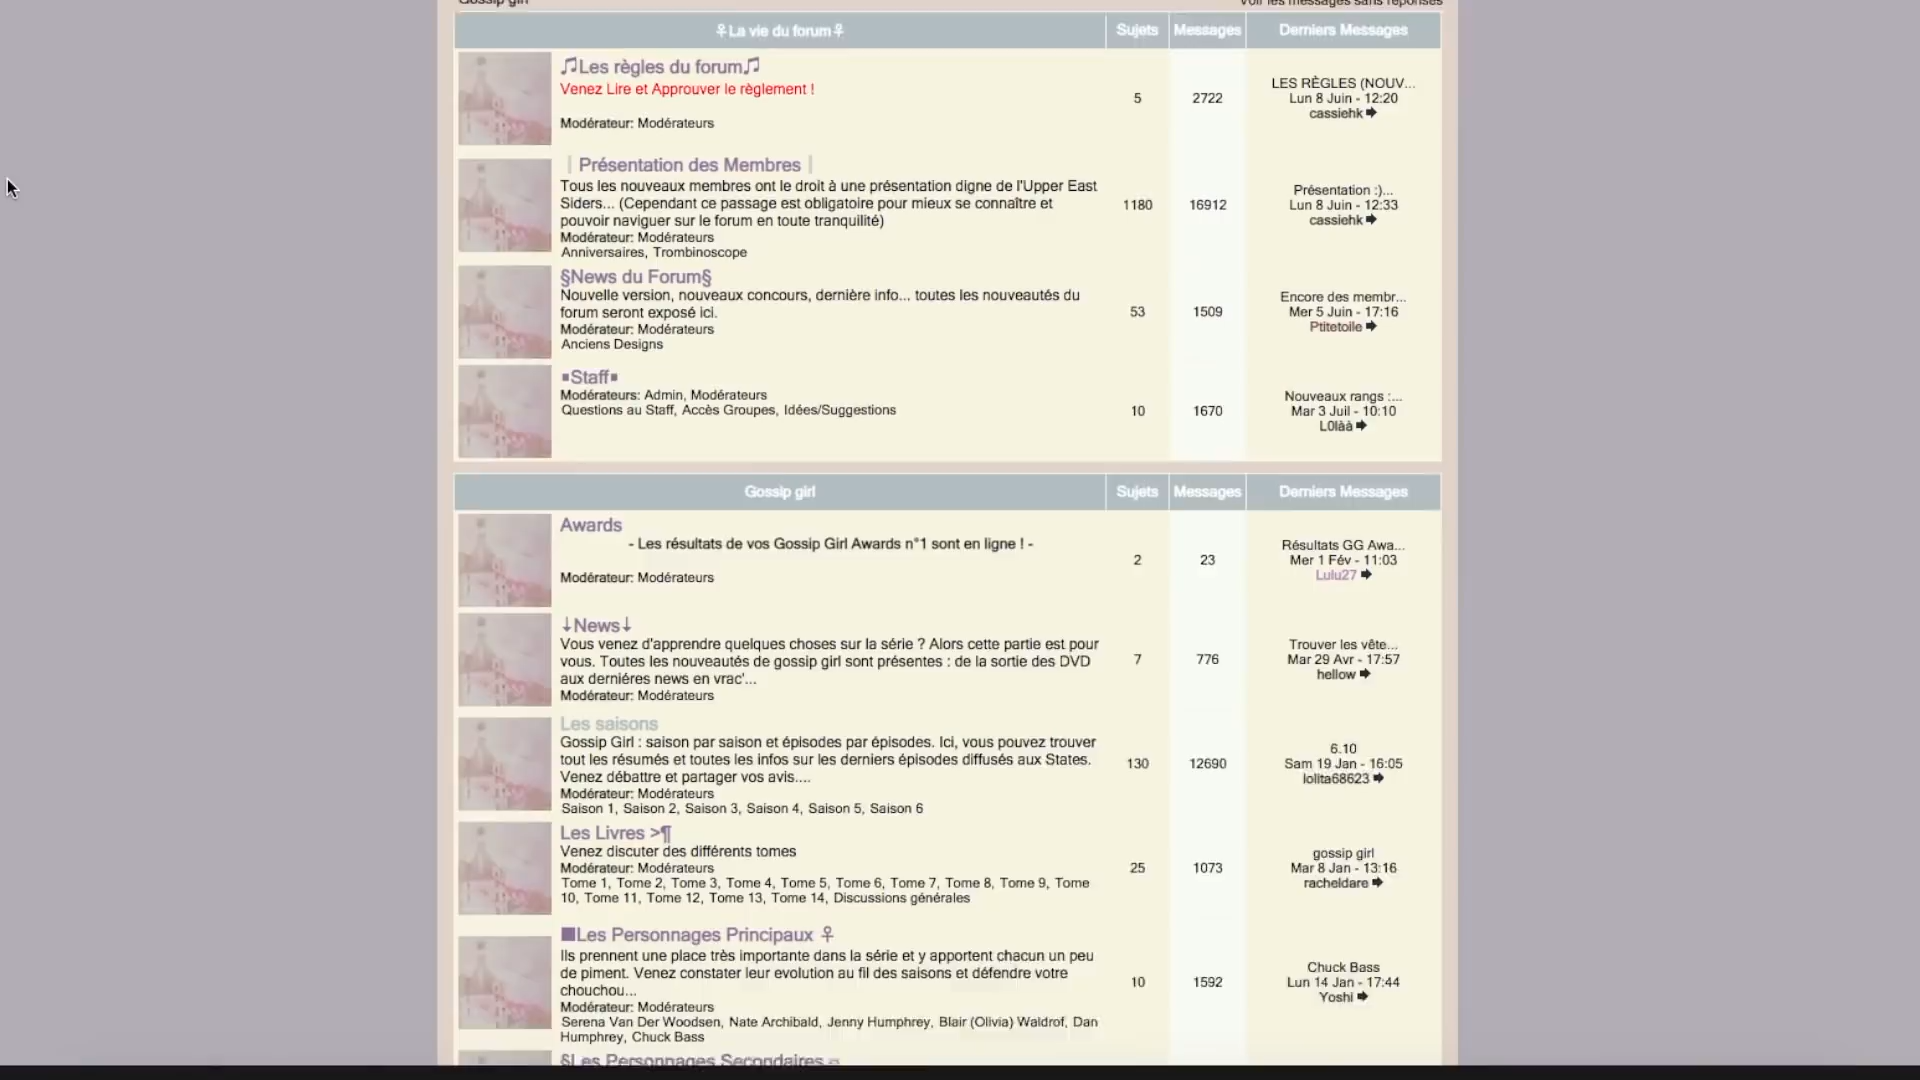 Gossip girl
Voir les messages sans réponses
♀La vie du forum♀
Sujets
Messages
Derniers Messages
♫Les règles du forum♫
Venez Lire et Approuver le règlement !
Modérateur: Modérateurs
5
2722
LES RÈGLES (NOUV...
Lun 8 Juin - 12:20
cassiehk
❘Présentation des Membres❘
Tous les nouveaux membres ont le droit à une présentation digne de l'Upper East
Siders... (Cependant ce passage est obligatoire pour mieux se connaître et
pouvoir naviguer sur le forum en toute tranquilité)
Modérateur: Modérateurs
Anniversaires, Trombinoscope
1180
16912
Présentation :)...
Lun 8 Juin - 12:33
cassiehk
§News du Forum§
Nouvelle version, nouveaux concours, dernière info... toutes les nouveautés du
forum seront exposé ici.
Modérateur: Modérateurs
Anciens Designs
53
1509
Encore des membr...
Mer 5 Juin - 17:16
Ptitetoile
▪Staff▪
Modérateurs: Admin, Modérateurs
Questions au Staff, Accès Groupes, Idées/Suggestions
10
1670
Nouveaux rangs :...
Mar 3 Juil - 10:10
L0làà
Gossip girl
Sujets
Messages
Derniers Messages
Awards
- Les résultats de vos Gossip Girl Awards n°1 sont en ligne ! -
Modérateur: Modérateurs
2
23
Résultats GG Awa...
Mer 1 Fév - 11:03
Lulu27
↓News↓
Vous venez d'apprendre quelques choses sur la série ? Alors cette partie est pour
vous. Toutes les nouveautés de gossip girl sont présentes : de la sortie des DVD
aux derniéres news en vrac'...
Modérateur: Modérateurs
7
776
Trouver les vête...
Mar 29 Avr - 17:57
hellow
Les saisons
Gossip Girl : saison par saison et épisodes par épisodes. Ici, vous pouvez trouver
tout les résumés et toutes les infos sur les derniers épisodes diffusés aux States.
Venez débattre et partager vos avis....
Modérateur: Modérateurs
Saison 1, Saison 2, Saison 3, Saison 4, Saison 5, Saison 6
130
12690
6.10
Sam 19 Jan - 16:05
lolita68623
Les Livres >¶
Venez discuter des différents tomes
Modérateur: Modérateurs
Tome 1, Tome 2, Tome 3, Tome 4, Tome 5, Tome 6, Tome 7, Tome 8, Tome 9, Tome
10, Tome 11, Tome 12, Tome 13, Tome 14, Discussions générales
25
1073
gossip girl
Mar 8 Jan - 13:16
racheldare
■Les Personnages Principaux ♀
Ils prennent une place très importante dans la série et y apportent chacun un peu
de piment. Venez constater leur evolution au fil des saisons et défendre votre
chouchou...
Modérateur: Modérateurs
Serena Van Der Woodsen, Nate Archibald, Jenny Humphrey, Blair (Olivia) Waldrof, Dan
Humphrey, Chuck Bass
10
1592
Chuck Bass
Lun 14 Jan - 17:44
Yoshi
§Les Personnages Secondaires